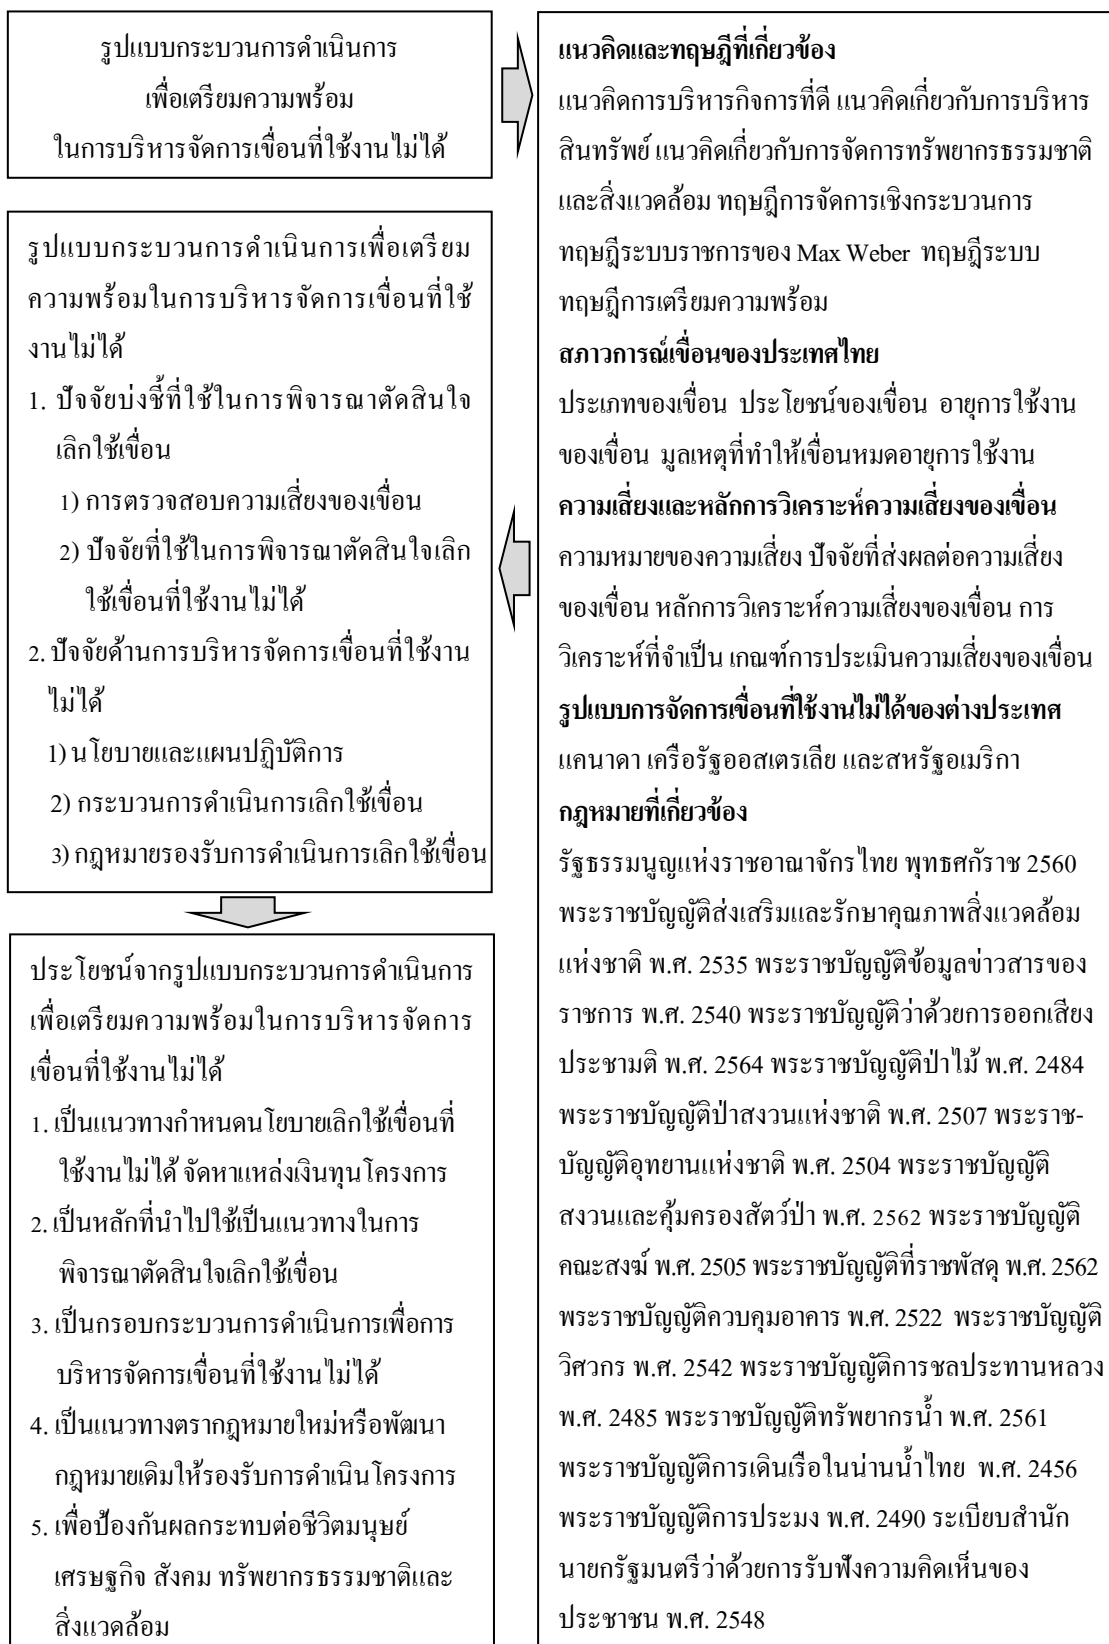 รูปแบบกระบวนการดำเนินการ
เพื่อเตรียมความพร้อม
ในการบริหารจัดการเขื่อนที่ใช้งานไม่ได้
แนวคิดและทฤษฎีที่เกี่ยวข้อง
แนวคิดการบริหารกิจการที่ดี แนวคิดเกี่ยวกับการบริหาร
สินทรัพย์ แนวคิดเกี่ยวกับการจัดการทรัพยากรธรรมชาติ
และสิ่งแวดล้อม ทฤษฎีการจัดการเชิงกระบวนการ
ทฤษฎีระบบราชการของ Max Weber ทฤษฎีระบบ
ทฤษฎีการเตรียมความพร้อม
สภาวการณ์เขื่อนของประเทศไทย
ประเภทของเขื่อน ประโยชน์ของเขื่อน อายุการใช้งาน
ของเขื่อน มูลเหตุที่ทำให้เขื่อนหมดอายุการใช้งาน
ความเสี่ยงและหลักการวิเคราะห์ความเสี่ยงของเขื่อน
ความหมายของความเสี่ยง ปัจจัยที่ส่งผลต่อความเสี่ยง
ของเขื่อน หลักการวิเคราะห์ความเสี่ยงของเขื่อน การ
วิเคราะห์ที่จำเป็น เกณฑ์การประเมินความเสี่ยงของเขื่อน
รูปแบบการจัดการเขื่อนที่ใช้งานไม่ได้ของต่างประเทศ
แคนาดา เครือรัฐออสเตรเลีย และสหรัฐอเมริกา
กฎหมายที่เกี่ยวข้อง
รัฐธรรมนูญแห่งราชอาณาจักรไทย พุทธศักราช 2560
พระราชบัญญัติส่งเสริมและรักษาคุณภาพสิ่งแวดล้อม
แห่งชาติ พ.ศ. 2535 พระราชบัญญัติข้อมูลข่าวสารของ
ราชการ พ.ศ. 2540 พระราชบัญญัติว่าด้วยการออกเสียง
ประชามติ พ.ศ. 2564 พระราชบัญญัติป่าไม้ พ.ศ. 2484
พระราชบัญญัติป่าสงวนแห่งชาติ พ.ศ. 2507 พระราช-
บัญญัติอุทยานแห่งชาติ พ.ศ. 2504 พระราชบัญญัติ
สงวนและคุ้มครองสัตว์ป่า พ.ศ. 2562 พระราชบัญญัติ
คณะสงฆ์ พ.ศ. 2505 พระราชบัญญัติที่ราชพัสดุ พ.ศ. 2562
พระราชบัญญัติควบคุมอาคาร พ.ศ. 2522 พระราชบัญญัติ
วิศวกร พ.ศ. 2542 พระราชบัญญัติการชลประทานหลวง
พ.ศ. 2485 พระราชบัญญัติทรัพยากรน้ำ พ.ศ. 2561
พระราชบัญญัติการเดินเรือในน่านน้ำไทย พ.ศ. 2456
พระราชบัญญัติการประมง พ.ศ. 2490 ระเบียบสำนัก
นายกรัฐมนตรีว่าด้วยการรับฟังความคิดเห็นของ
ประชาชน พ.ศ. 2548
รูปแบบกระบวนการดำเนินการเพื่อเตรียม
ความพร้อมในการบริหารจัดการเขื่อนที่ใช้
งานไม่ได้
1. ปัจจัยบ่งชี้ที่ใช้ในการพิจารณาตัดสินใจ
เลิกใช้เขื่อน
1) การตรวจสอบความเสี่ยงของเขื่อน
2) ปัจจัยที่ใช้ในการพิจารณาตัดสินใจเลิก
ใช้เขื่อนที่ใช้งานไม่ได้
2. ปัจจัยด้านการบริหารจัดการเขื่อนที่ใช้งาน
ไม่ได้
1) นโยบายและแผนปฏิบัติการ
2) กระบวนการดำเนินการเลิกใช้เขื่อน
3) กฎหมายรองรับการดำเนินการเลิกใช้เขื่อน
ประโยชน์จากรูปแบบกระบวนการดำเนินการ
เพื่อเตรียมความพร้อมในการบริหารจัดการ
เขื่อนที่ใช้งานไม่ได้
1. เป็นแนวทางกำหนดนโยบายเลิกใช้เขื่อนที่
ใช้งานไม่ได้ จัดหาแหล่งเงินทุนโครงการ
2. เป็นหลักที่นำไปใช้เป็นแนวทางในการ
พิจารณาตัดสินใจเลิกใช้เขื่อน
3. เป็นกรอบกระบวนการดำเนินการเพื่อการ
บริหารจัดการเขื่อนที่ใช้งานไม่ได้
4. เป็นแนวทางตรากฎหมายใหม่หรือพัฒนา
กฎหมายเดิมให้รองรับการดำเนินโครงการ
5. เพื่อป้องกันผลกระทบต่อชีวิตมนุษย์
เศรษฐกิจ สังคม ทรัพยากรธรรมชาติและ
สิ่งแวดล้อม